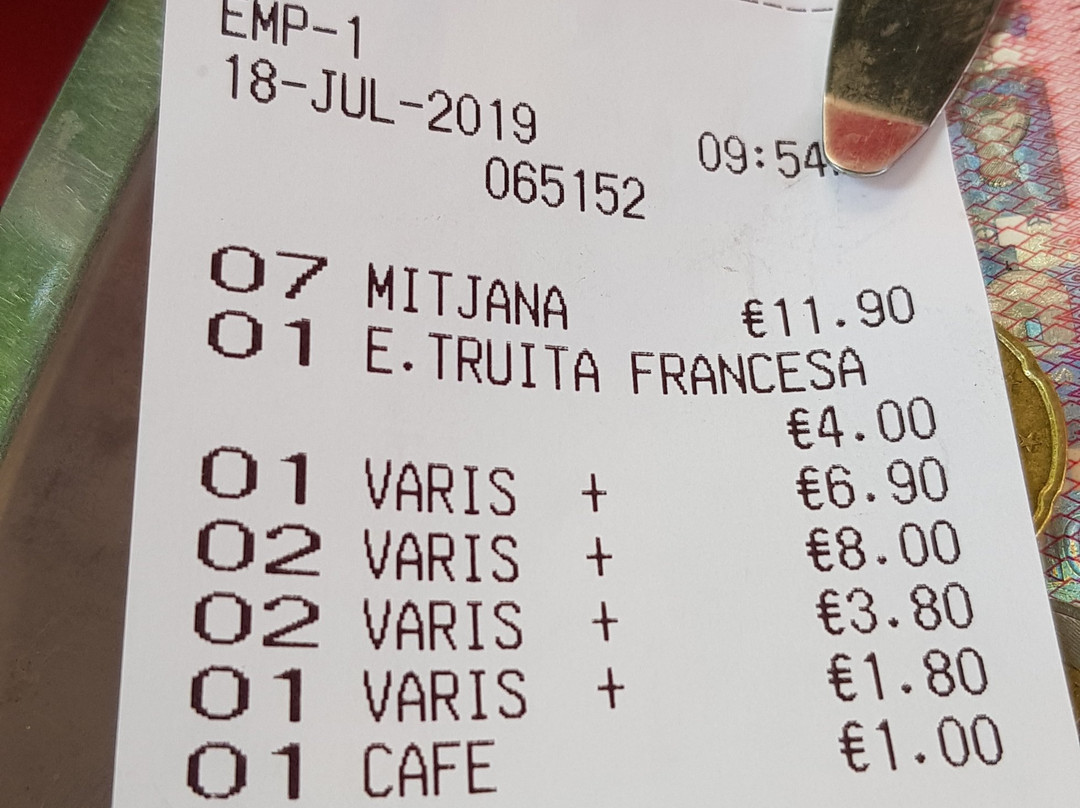 EMP-1
18-JUL-2019
09:54
065152
07 MITJANA €11.90
01 E.TRUITA FRANCESA
€4.00
01 VARIS + €6.90
02 VARIS + €8.00
02 VARIS + €3.80
01 VARIS + €1.80
01 CAFE €1.00